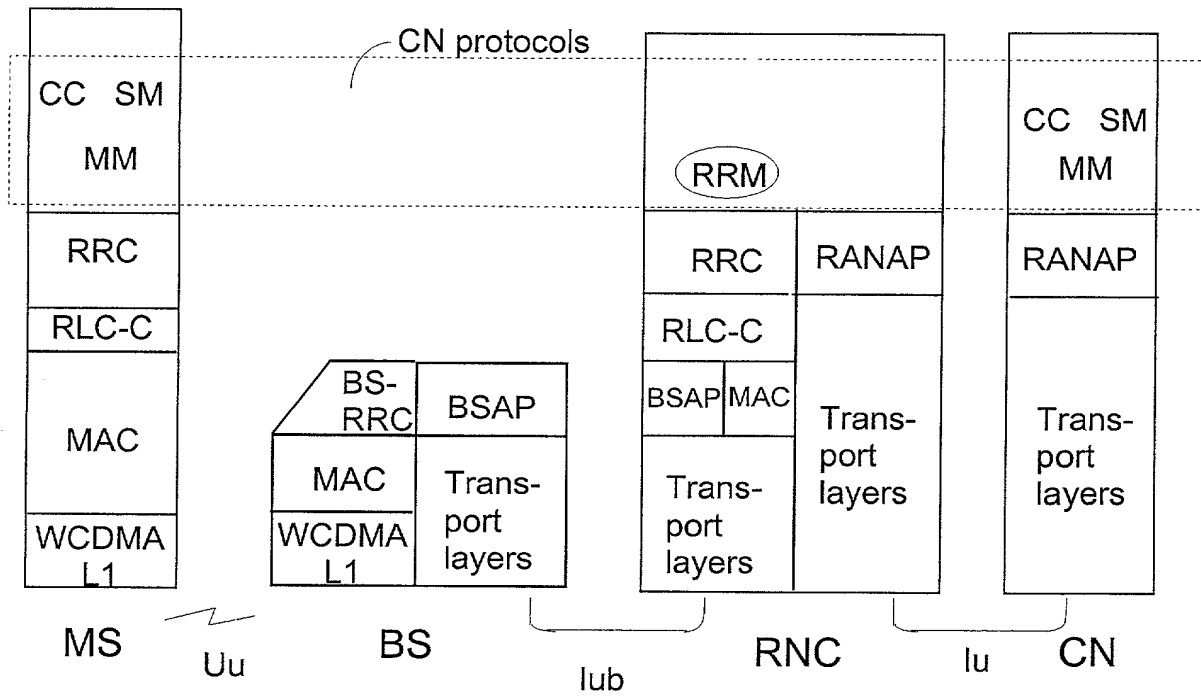 CN protocols
CC SM
MM
RRC
RLC-C
MAC
WCDMA
L1
MS
Uu
BS-
RRC
BSAP
MAC
Trans-
port
layers
WCDMA
L1
BS
Iub
RRM
RRC
RANAP
RLC-C
BSAP
MAC
Trans-
port
layers
Trans-
port
layers
RNC
Iu
CC SM
MM
RANAP
Trans-
port
layers
CN